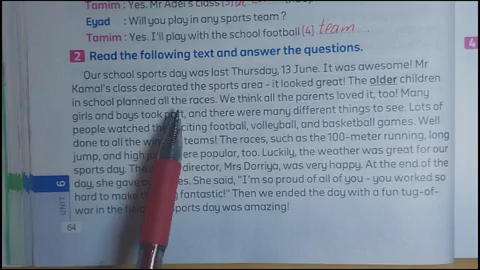 Tamim : Yes. Mr Adel's class [3]
Eyad : Will you play in any sports team ?
Tamim : Yes. I'll play with the school football [4] team
2 Read the following text and answer the questions.
Our school sports day was last Thursday, 13 June. It was awesome! Mr
Kamal's class decorated the sports area - it looked great! The older children
in school planned all the races. We think all the parents loved it, too! Many
girls and boys took, and there were many different things to see. Lots of
people watched the citing football, volleyball, and basketball games. Well
done to all the win teams! The races, such as the 100-meter running, long
jump, and high j ere popular, too. Luckily, the weather was great for our
sports day. The director, Mrs Dorriya, was very happy. At the end of the
day, she gave es. She said, "I'm so proud of all of you - you worked so
hard to make fantastic!" Then we ended the day with a fun tug-of-
war in the fie sports day was amazing!
UNIT 6
64
4